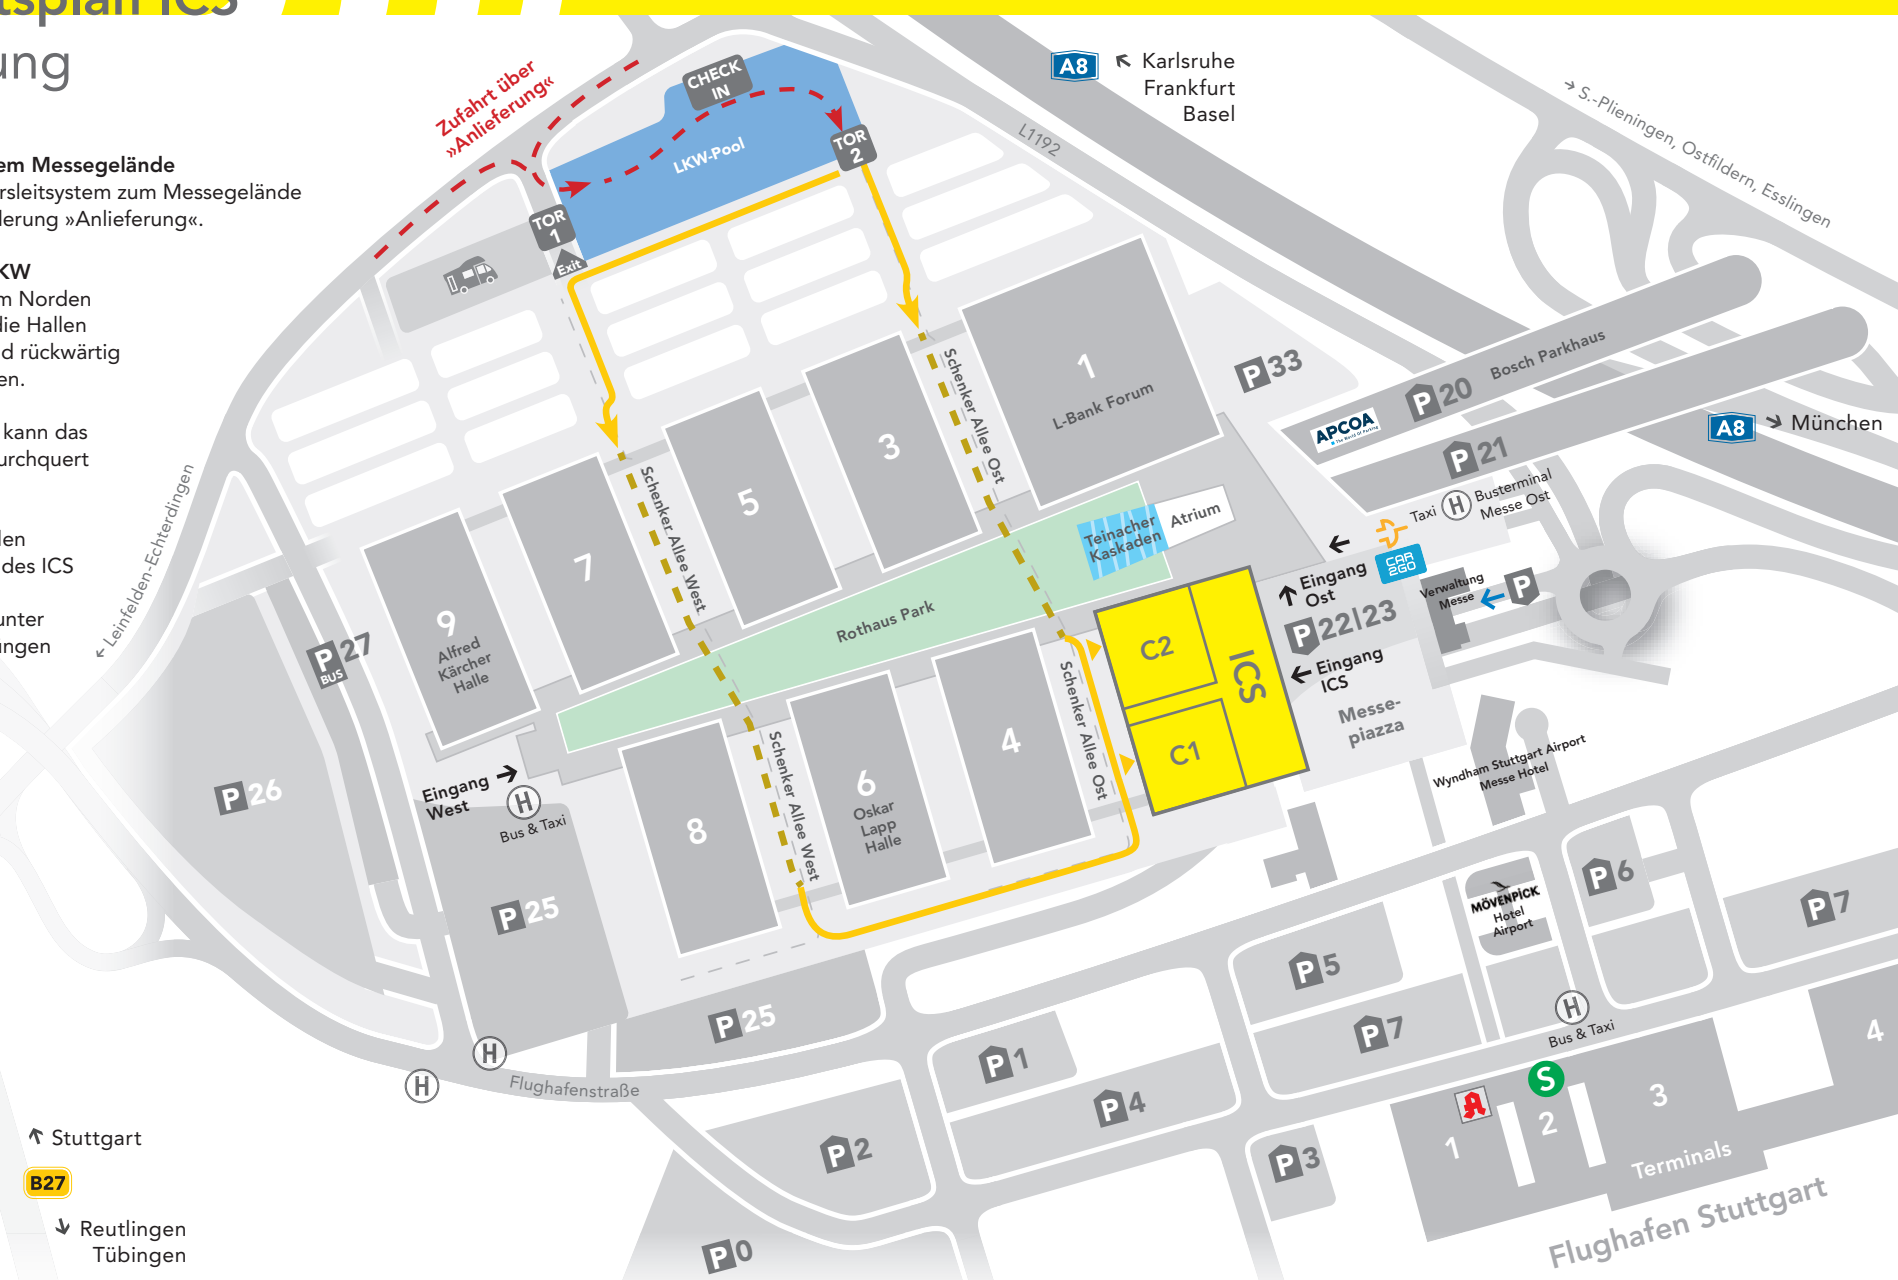 tsplan ICS
ung
em Messegelände
rsleitsystem zum Messegelände
lerung »Anlieferung«.
KW
m Norden
die Hallen
d rückwärtig
en.
kann das
urchquert
len
des ICS
unter
ungen
Zufahrt über
»Anlieferung«
CHECK
IN
LKW-Pool
TOR
1
Exit
TOR
2
A8
Karlsruhe
Frankfurt
Basel
L1192
S.-Plieningen, Ostfildern, Esslingen
Bosch Parkhaus
P 20
APCOA
P 21
P 33
A8
München
Taxi
H
Busterminal
Messe Ost
CAR
2GO
Verwaltung
Messe
P
1
L-Bank Forum
3
5
7
9
Alfred
Kärcher
Halle
Schenker Allee Ost
Schenker Allee West
Teinacher
Kaskaden
Atrium
Rothaus Park
Eingang
Ost
P 22|23
Eingang
ICS
Messe-
piazza
C2
C1
ICS
Schenker Allee Ost
4
6
Oskar
Lapp
Halle
Schenker Allee West
8
Leinfelden-Echterdingen
P 27
BUS
P 26
Eingang
West
H
Bus & Taxi
P 25
P 25
H
H
Flughafenstraße
Wyndham Stuttgart Airport
Messe Hotel
MÖVENPICK
Hotel
Airport
P 6
P 7
P 5
P 7
H
Bus & Taxi
P 1
P 4
P 2
P 3
P 0
S
1
2
3
4
Terminals
Flughafen Stuttgart
Stuttgart
B27
Reutlingen
Tübingen